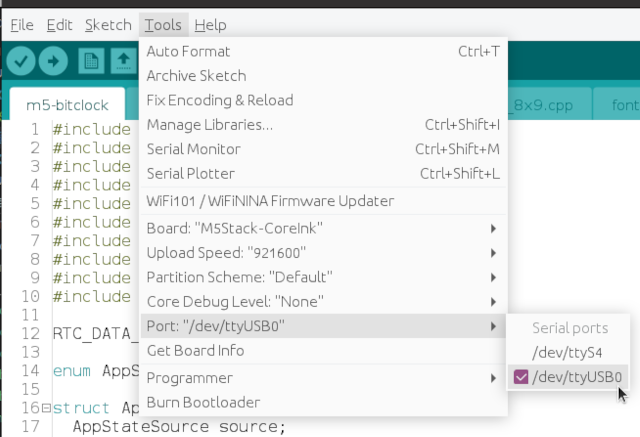 File Edit Sketch Tools Help
Auto Format Ctrl+T
Archive Sketch
Fix Encoding & Reload
Manage Libraries... Ctrl+Shift+I
Serial Monitor Ctrl+Shift+M
Serial Plotter Ctrl+Shift+L
WiFi101 / WiFiNINA Firmware Updater
Board: "M5Stack-CoreInk"
Upload Speed: "921600"
Partition Scheme: "Default"
Core Debug Level: "None"
Port: "/dev/ttyUSB0"
Get Board Info
Programmer
Burn Bootloader
Serial ports
/dev/ttyS4
/dev/ttyUSB0
m5-bitclock _8x9.cpp font
1 #include
2 #include
3 #include
4 #include
5 #include
6 #include
7 #include
8 #include
9 #include
10 #include
11
12 RTC_DATA_
13
14 enum AppS
15
16 struct Ap
17 AppStateSource source;